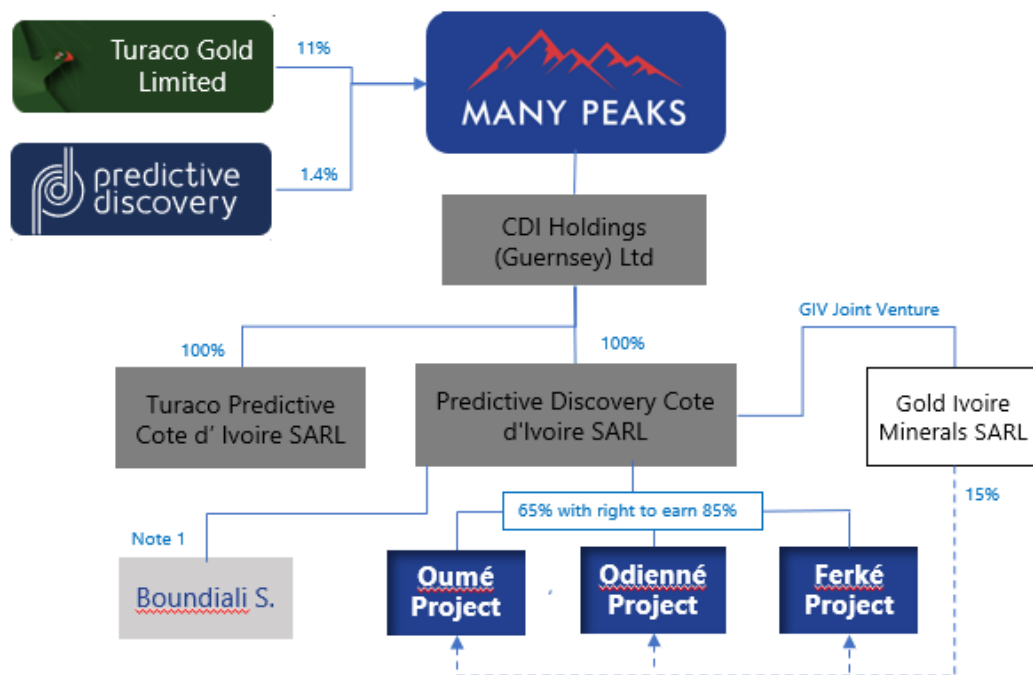 Turaco Gold
Limited
11%
MANY PEAKS
predictive
discovery
1.4%
CDI Holdings
(Guernsey) Ltd
GIV Joint Venture
100%
100%
Turaco Predictive
Cote d’ Ivoire SARL
Predictive Discovery Cote
d'Ivoire SARL
Gold Ivoire
Minerals SARL
15%
65% with right to earn 85%
Note 1
Boundiali S.
Oumé
Project
,
Odienné
Project
Ferké
Project